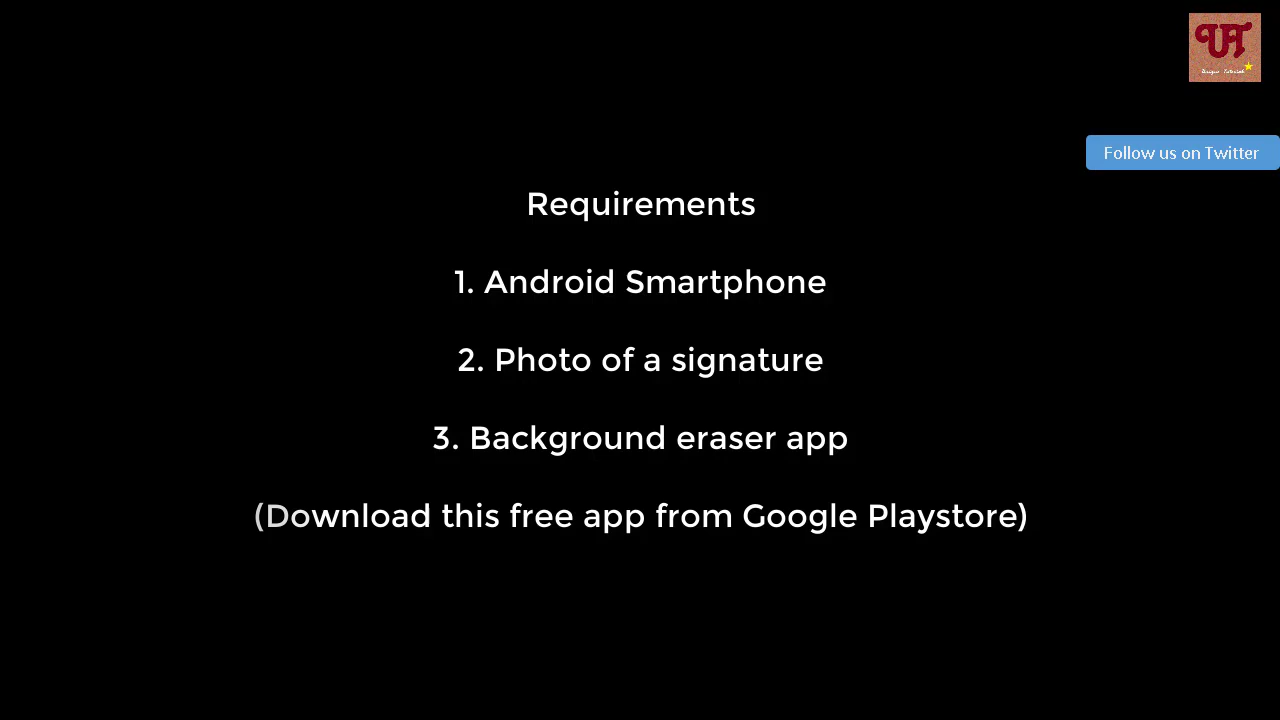 Follow us on Twitter
Requirements
1. Android Smartphone
2. Photo of a signature
3. Background eraser app
(Download this free app from Google Playstore)